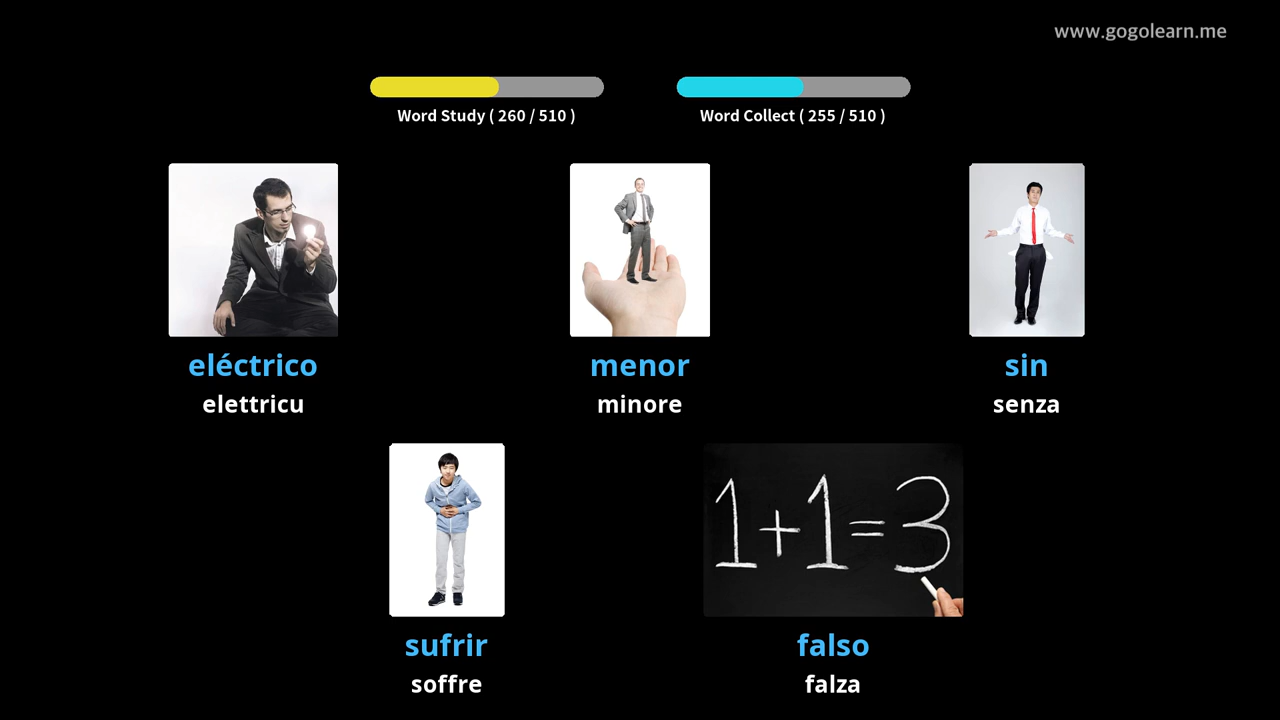 www.gogolearn.me
Word Study ( 260 / 510 )
Word Collect ( 255 / 510 )
eléctrico
elettricu
menor
minore
sin
senza
1+1=3
sufrir
soffre
falso
falza